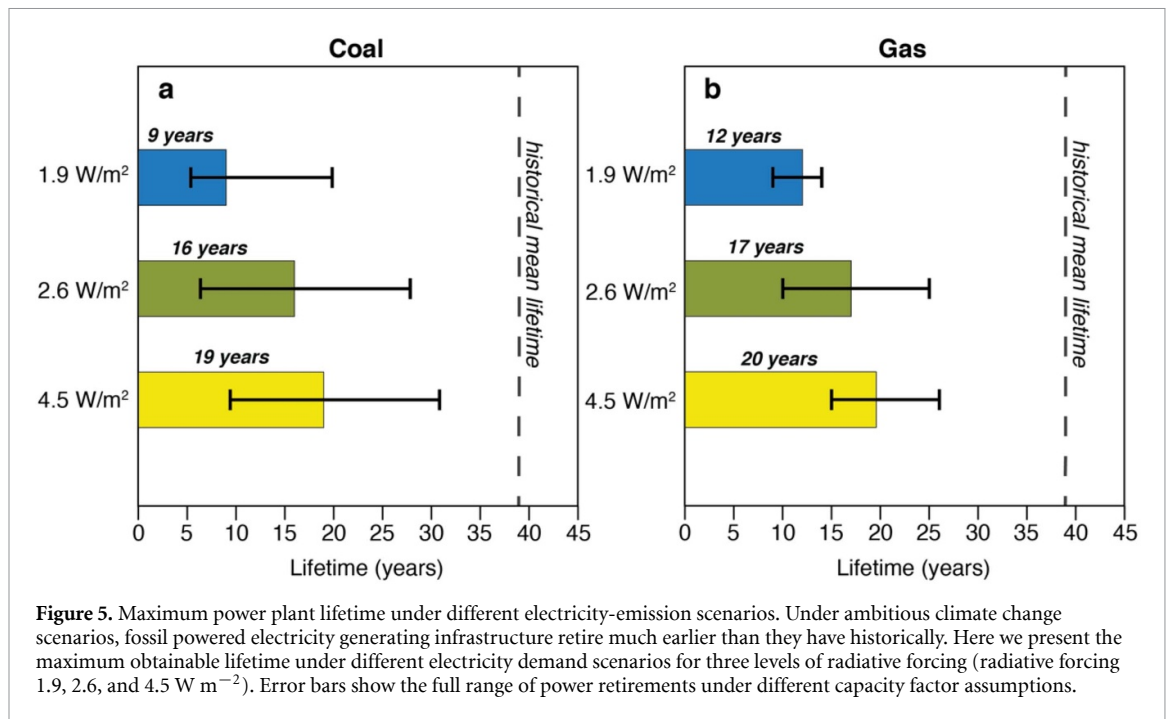 Coal
a
9 years
1.9 W/m²
16 years
2.6 W/m²
19 years
4.5 W/m²
historical mean lifetime
0 5 10 15 20 25 30 35 40 45
Lifetime (years)
Gas
b
12 years
1.9 W/m²
17 years
2.6 W/m²
20 years
4.5 W/m²
historical mean lifetime
0 5 10 15 20 25 30 35 40 45
Lifetime (years)
Figure 5. Maximum power plant lifetime under different electricity-emission scenarios. Under ambitious climate change
scenarios, fossil powered electricity generating infrastructure retire much earlier than they have historically. Here we present the
maximum obtainable lifetime under different electricity demand scenarios for three levels of radiative forcing (radiative forcing
1.9, 2.6, and 4.5 W m⁻²). Error bars show the full range of power retirements under different capacity factor assumptions.